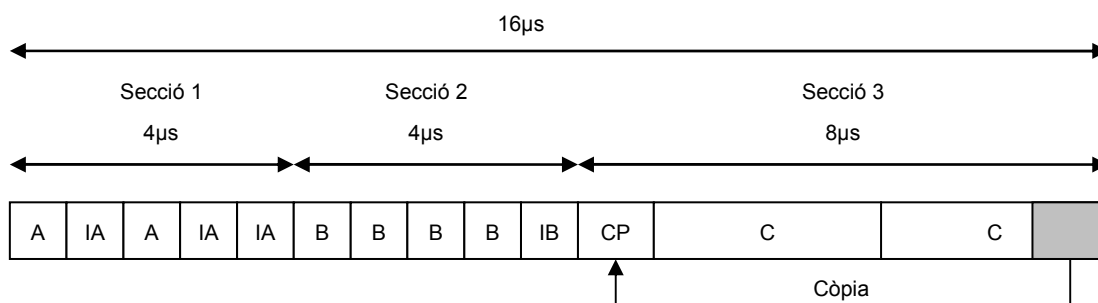 16µs
Secció 1 Secció 2 Secció 3
4µs 4µs 8µs
A IA A IA IA B B B B IB CP C C
Còpia